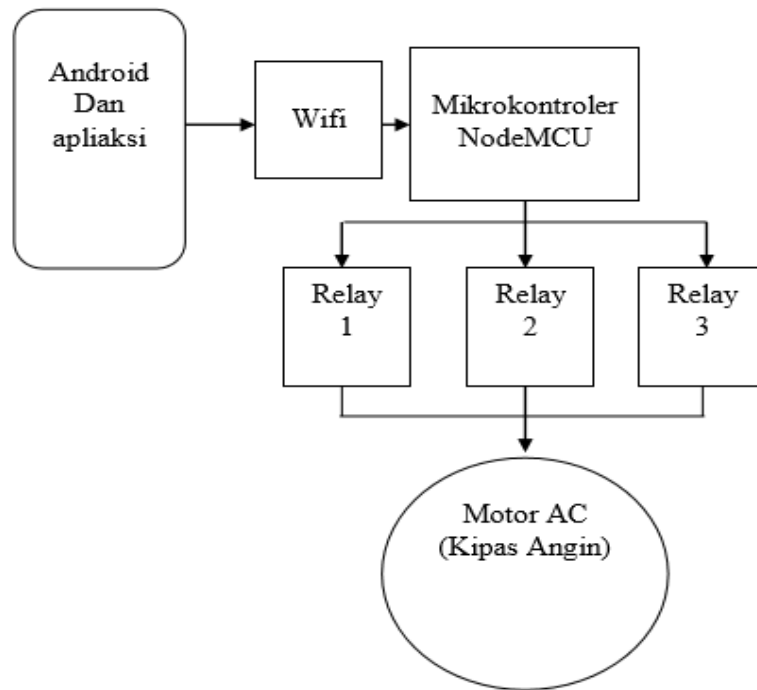 Android
Dan
apliaksi
Wifi
Mikrokontroler
NodeMCU
Relay
1
Relay
2
Relay
3
Motor AC
(Kipas Angin)